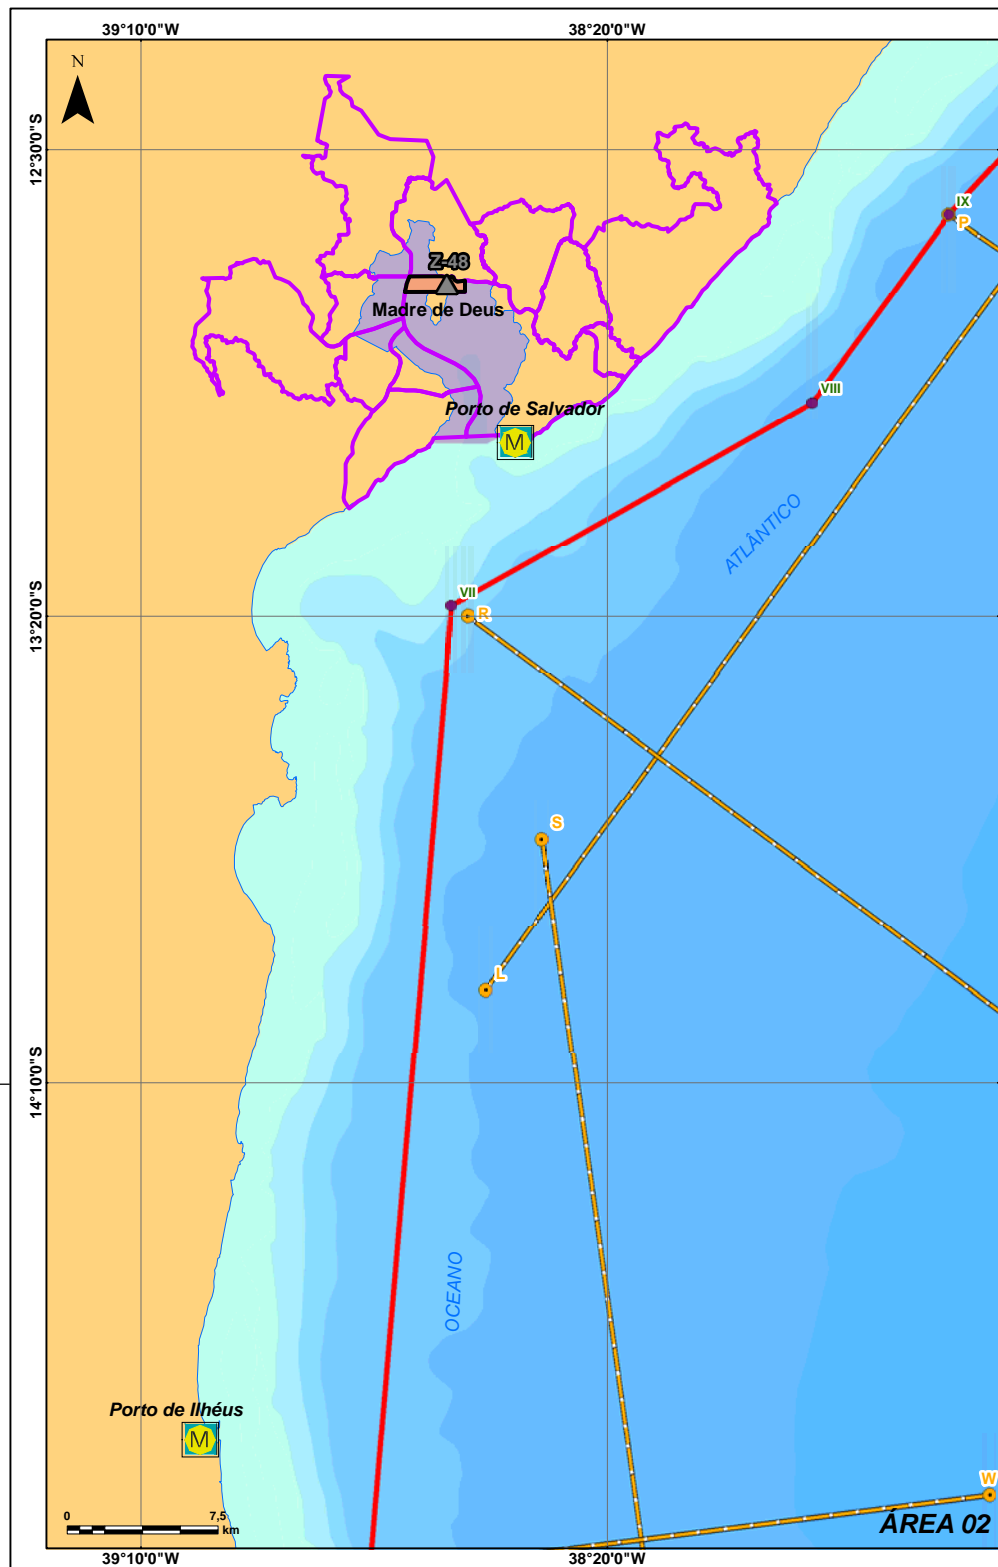 39°10'0"W
38°20'0"W
N
12°30'0"S
IX
P
Z-48
Madre de Deus
VIII
Porto de Salvador
M
ATLÂNTICO
VII
R
13°20'0"S
S
L
14°10'0"S
OCEANO
Porto de Ilhéus
M
W
0
7,5
km
ÁREA 02
39°10'0"W
38°20'0"W